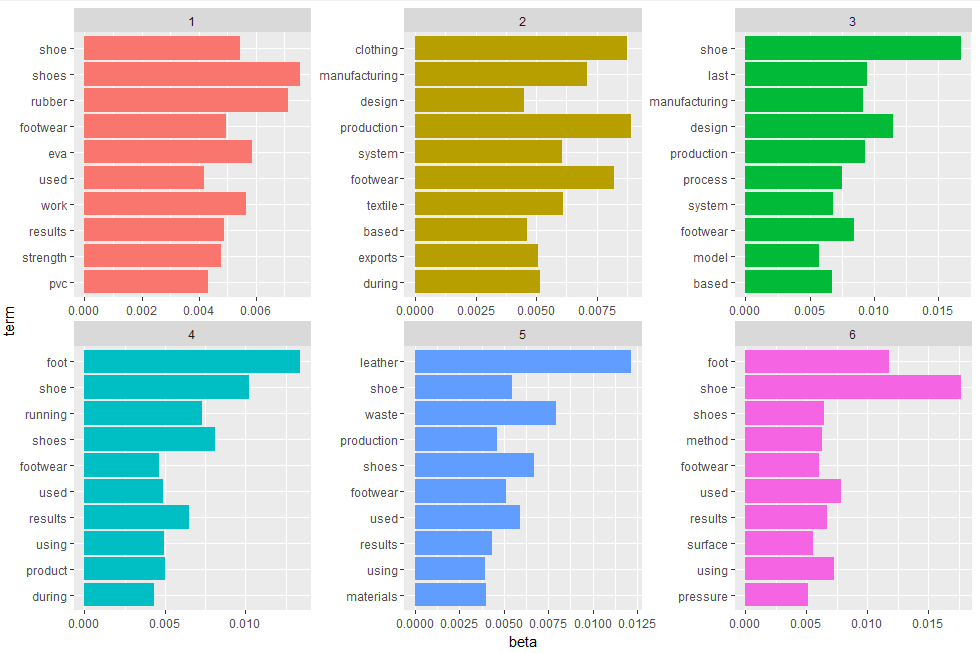 1
shoe
shoes
rubber
footwear
eva
used
work
results
strength
pvc
0.000 0.002 0.004 0.006
2
clothing
manufacturing
design
production
system
footwear
textile
based
exports
during
0.0000 0.0025 0.0050 0.0075
3
shoe
last
manufacturing
design
production
process
system
footwear
model
based
0.000 0.005 0.010 0.015
term
4
foot
shoe
running
shoes
footwear
used
results
using
product
during
0.000 0.005 0.010
5
leather
shoe
waste
production
shoes
footwear
used
results
using
materials
0.0000 0.0025 0.0050 0.0075 0.0100 0.0125
6
foot
shoe
shoes
method
footwear
used
results
surface
using
pressure
0.000 0.005 0.010 0.015
beta